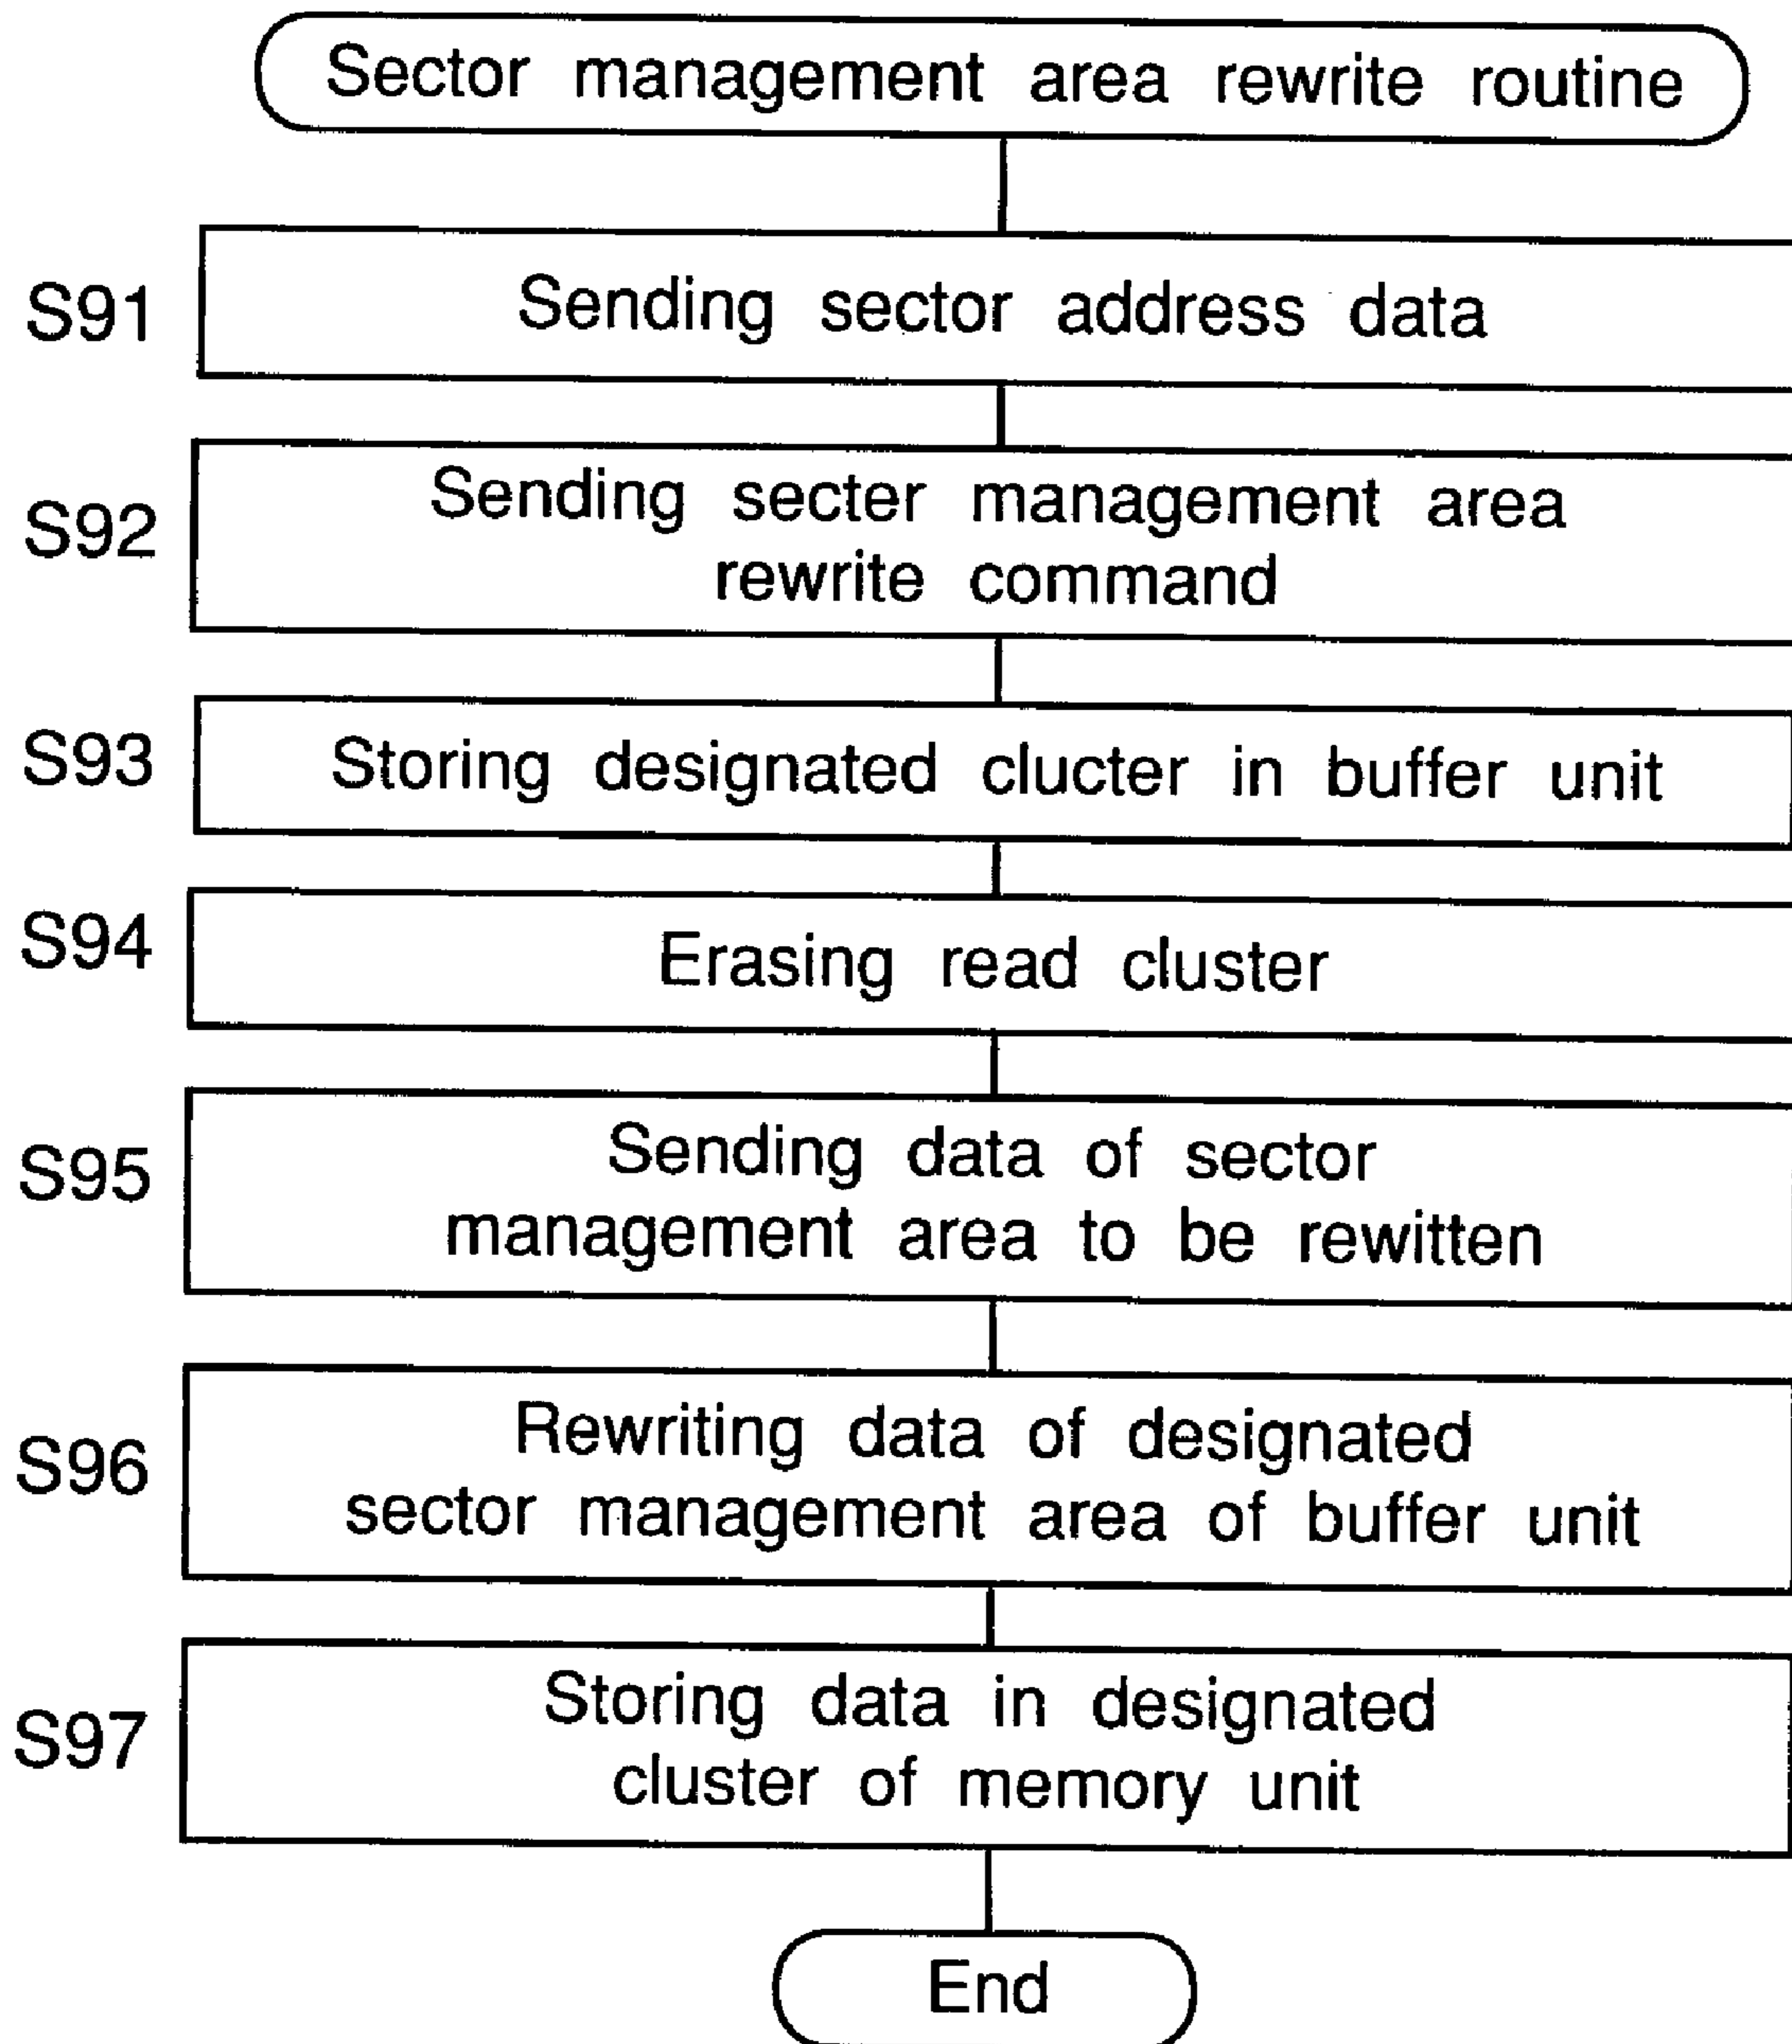 Sector management area rewrite routine
S91
Sending sector address data
S92
Sending secter management area
rewrite command
S93
Storing designated clucter in buffer unit
S94
Erasing read cluster
S95
Sending data of sector
management area to be rewitten
S96
Rewriting data of designated
sector management area of buffer unit
S97
Storing data in designated
cluster of memory unit
End